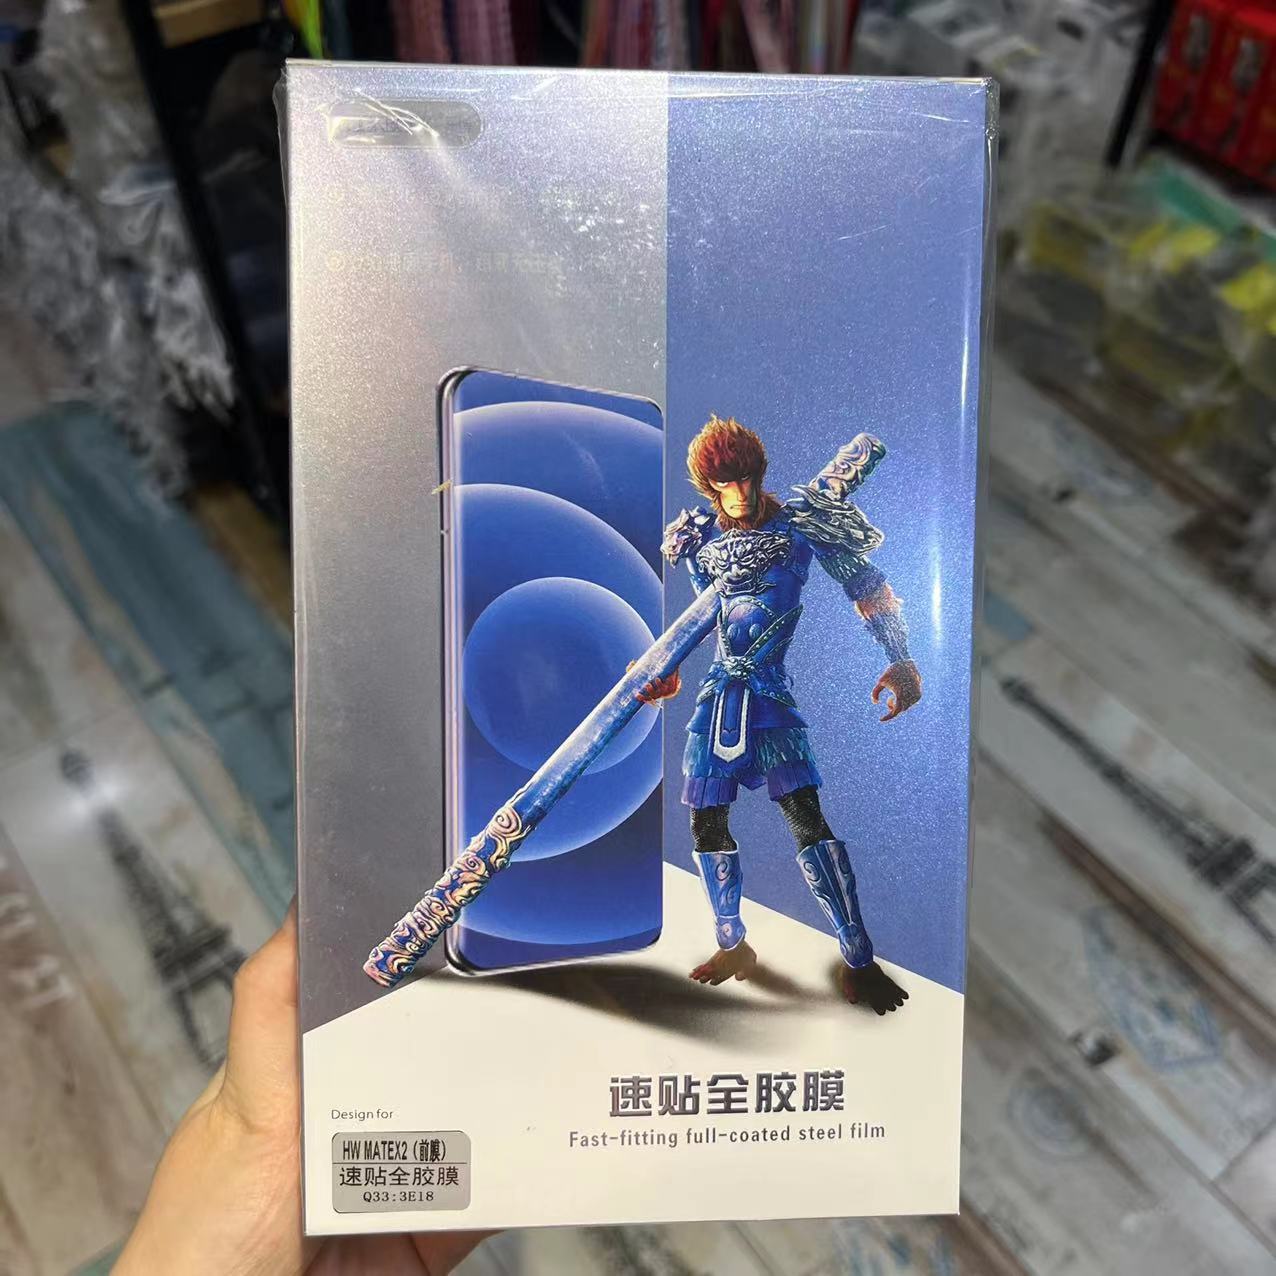 速贴全胶膜
Fast-fitting full-coated steel film
Design for
HW MATEX2(前膜)
速贴全胶膜
Q33:3E18